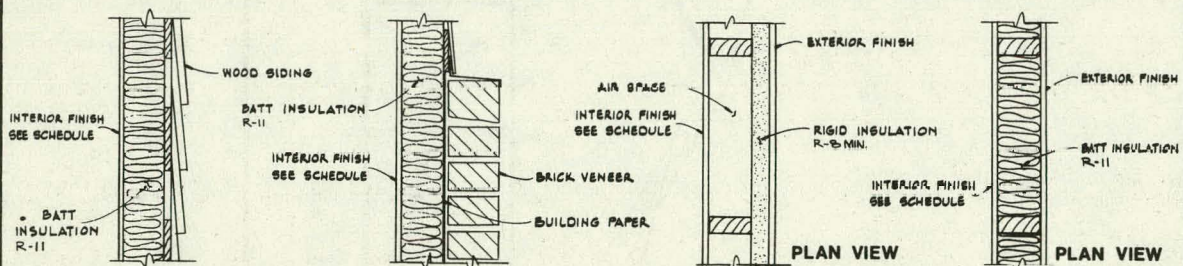 WOOD SIDING
INTERIOR FINISH
SEE SCHEDULE
BATT
INSULATION
R-11
BATT INSULATION
R-11
INTERIOR FINISH
SEE SCHEDULE
BRICK VENEER
BUILDING PAPER
EXTERIOR FINISH
AIR SPACE
INTERIOR FINISH
SEE SCHEDULE
RIGID INSULATION
R-8 MIN.
PLAN VIEW
EXTERIOR FINISH
BATT INSULATION
R-11
INTERIOR FINISH
SEE SCHEDULE
PLAN VIEW